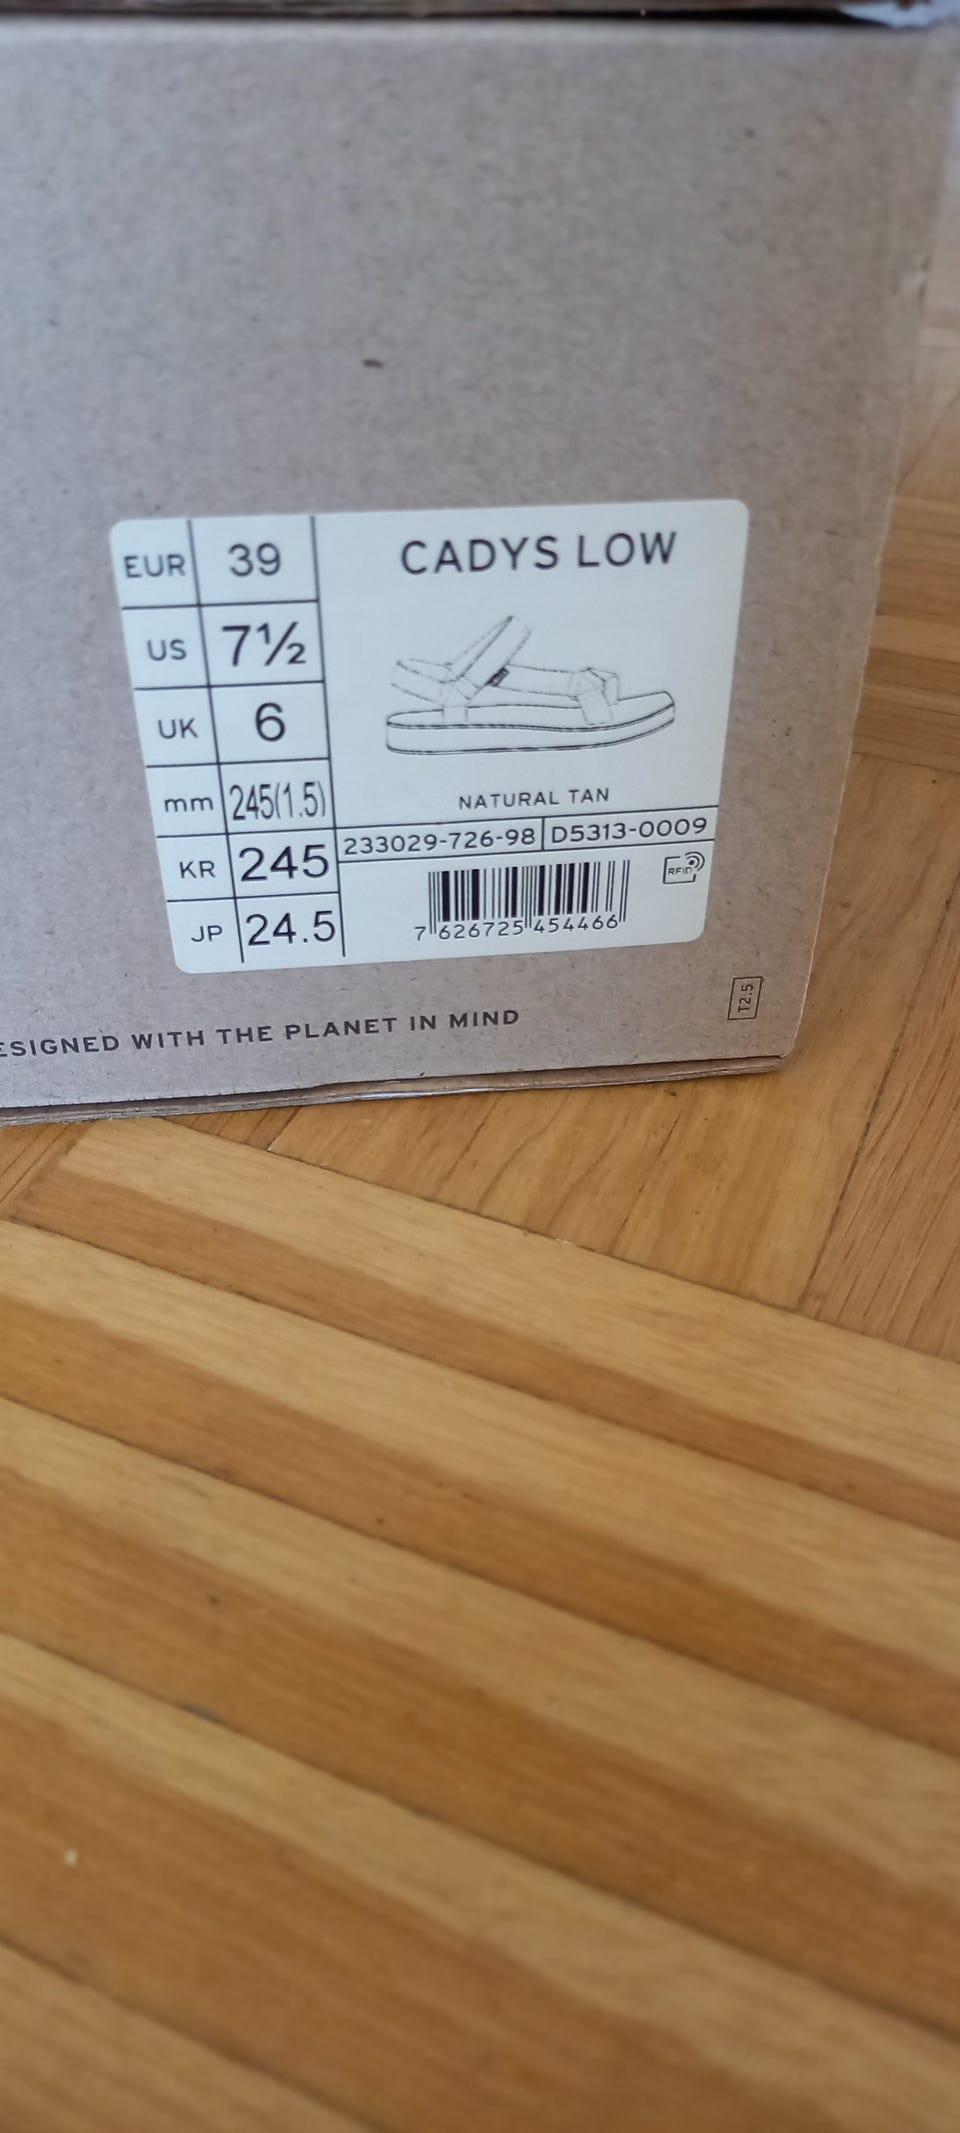 EUR 39
US 7½
UK 6
mm 245(1.5)
KR 245
JP 24.5
CADYS LOW
NATURAL TAN
233029-726-98 D5313-0009
RFID
7 626725 454466
T2.5
ESIGNED WITH THE PLANET IN MIND